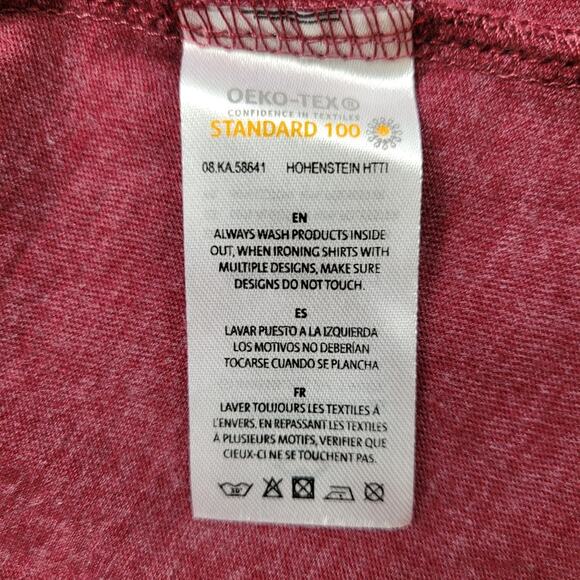 OEKO-TEX®
CONFIDENCE IN TEXTILES
STANDARD 100
08.KA.58641 HOHENSTEIN HTTI
EN
ALWAYS WASH PRODUCTS INSIDE
OUT, WHEN IRONING SHIRTS WITH
MULTIPLE DESIGNS, MAKE SURE
DESIGNS DO NOT TOUCH.
ES
LAVAR PUESTO A LA IZQUIERDA
LOS MOTIVOS NO DEBERÍAN
TOCARSE CUANDO SE PLANCHA
FR
LAVER TOUJOURS LES TEXTILES À
L'ENVERS, EN REPASSANT LES TEXTILES
À PLUSIEURS MOTIFS, VERIFIER QUE
CIEUX-CI NE SE TOUCHENT PAS.
30°